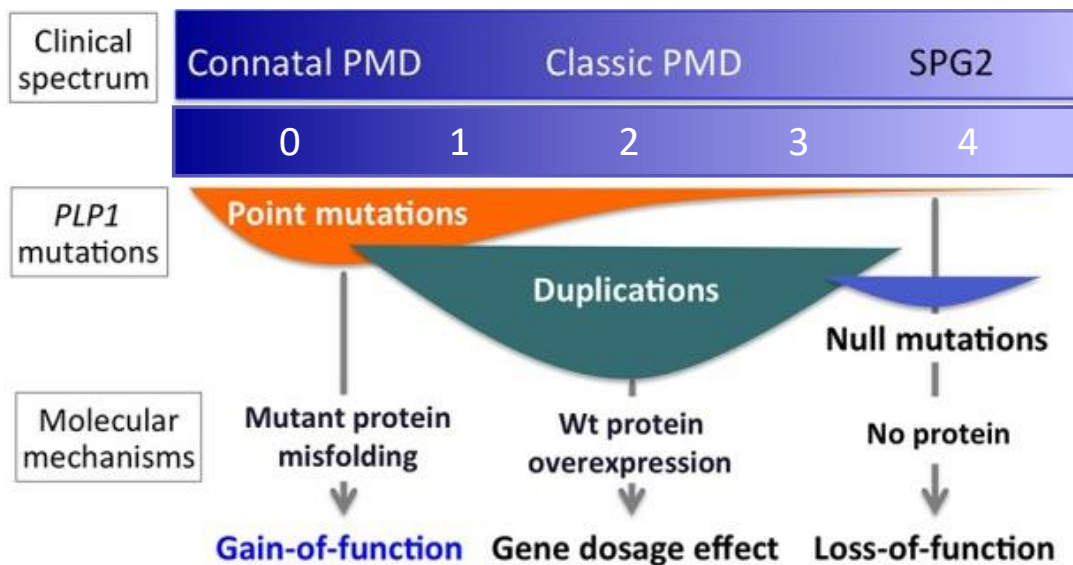 Clinical
spectrum
Connatal PMD
Classic PMD
SPG2
0 1 2 3 4
PLP1
mutations
Point mutations
Duplications
Null mutations
Molecular
mechanisms
Mutant protein
misfolding
Wt protein
overexpression
No protein
Gain-of-function
Gene dosage effect
Loss-of-function